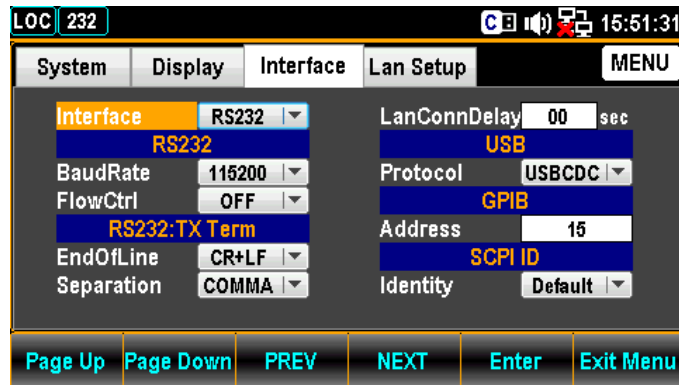 LOC 232 C 15:51:31
System Display Interface Lan Setup MENU
Interface RS232
RS232
BaudRate 115200
FlowCtrl OFF
RS232:TX Term
EndOfLine CR+LF
Separation COMMA
LanConnDelay 00 sec
USB
Protocol USBCDC
GPIB
Address 15
SCPI ID
Identity Default
Page Up Page Down PREV NEXT Enter Exit Menu